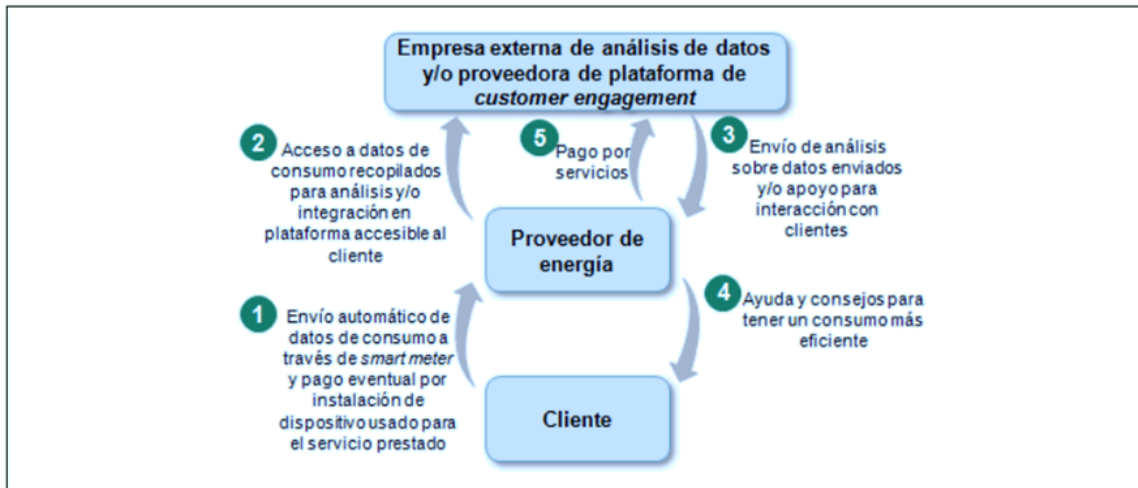 Empresa externa de análisis de datos
y/o proveedora de plataforma de
customer engagement
2
Acceso a datos de
consumo recopilados
para análisis y/o
integración en
plataforma accesible al
cliente
5
Pago por
servicios
3
Envío de análisis
sobre datos enviados
y/o apoyo para
interacción con
clientes
Proveedor de
energía
1
Envío automático de
datos de consumo a
través de smart meter
y pago eventual por
instalación de
dispositivo usado para
el servicio prestado
4
Ayuda y consejos para
tener un consumo más
eficiente
Cliente